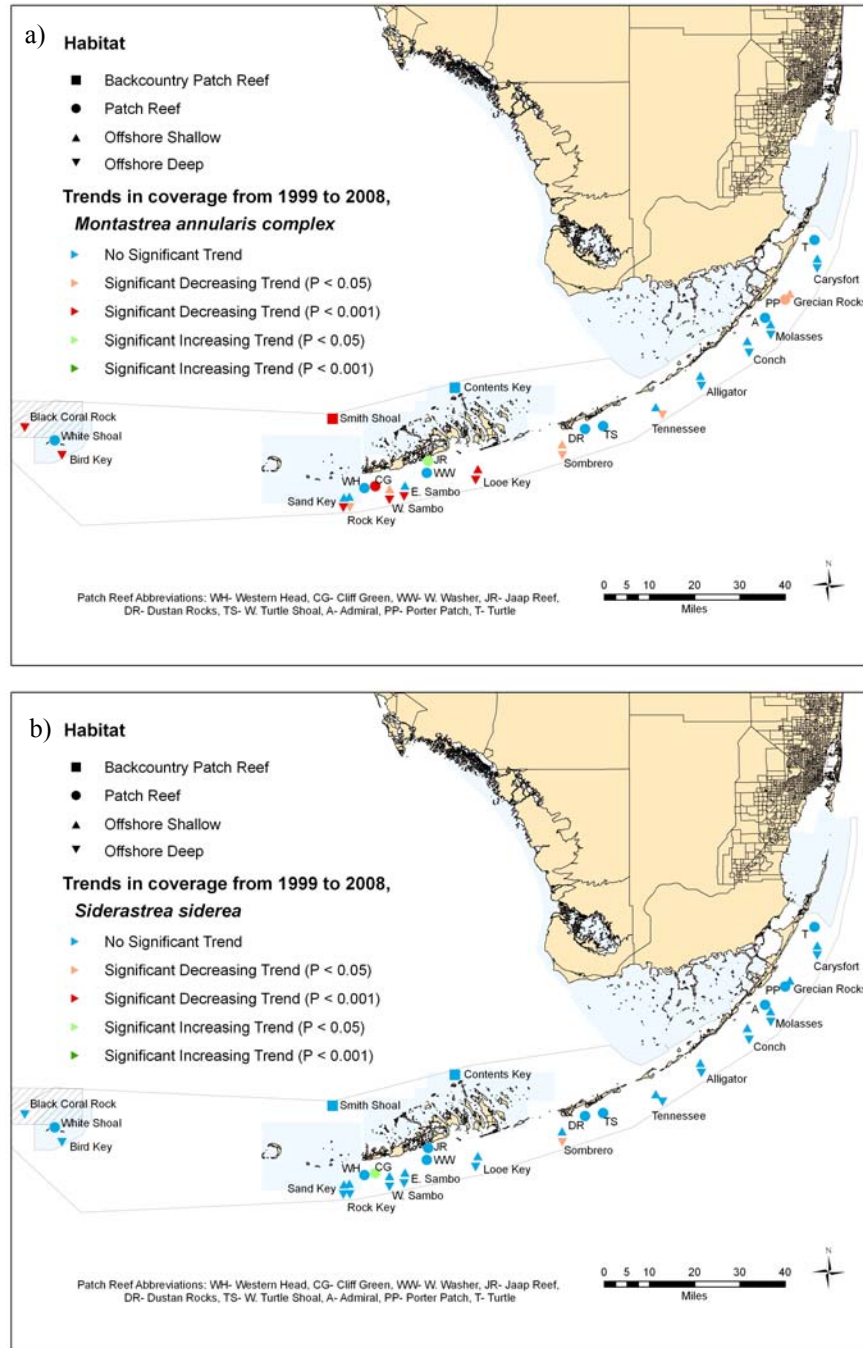 a)
Habitat
Backcountry Patch Reef
Patch Reef
Offshore Shallow
Offshore Deep
Trends in coverage from 1999 to 2008,
Montastrea annularis complex
No Significant Trend
Significant Decreasing Trend (P < 0.05)
Significant Decreasing Trend (P < 0.001)
Significant Increasing Trend (P < 0.05)
Significant Increasing Trend (P < 0.001)
T
Carysfort
PP
Grecian Rocks
A
Molasses
Conch
Alligator
Tennessee
DR
TS
Sombrero
Contents Key
Smith Shoal
Black Coral Rock
White Shoal
Bird Key
JR
WW
Looe Key
WH
CG
E. Sambo
W. Sambo
Sand Key
Rock Key
N
Patch Reef Abbreviations: WH- Western Head, CG- Cliff Green, WW- W. Washer, JR- Jaap Reef,
DR- Dustan Rocks, TS- W. Turtle Shoal, A- Admiral, PP- Porter Patch, T- Turtle
0 5 10 20 30 40
Miles
b)
Habitat
Backcountry Patch Reef
Patch Reef
Offshore Shallow
Offshore Deep
Trends in coverage from 1999 to 2008,
Siderastrea siderea
No Significant Trend
Significant Decreasing Trend (P < 0.05)
Significant Decreasing Trend (P < 0.001)
Significant Increasing Trend (P < 0.05)
Significant Increasing Trend (P < 0.001)
T
Carysfort
PP
Grecian Rocks
A
Molasses
Conch
Alligator
Tennessee
DR
TS
Sombrero
Contents Key
Smith Shoal
Black Coral Rock
White Shoal
Bird Key
JR
WW
Looe Key
WH
CG
E. Sambo
W. Sambo
Sand Key
Rock Key
N
Patch Reef Abbreviations: WH- Western Head, CG- Cliff Green, WW- W. Washer, JR- Jaap Reef,
DR- Dustan Rocks, TS- W. Turtle Shoal, A- Admiral, PP- Porter Patch, T- Turtle
0 5 10 20 30 40
Miles